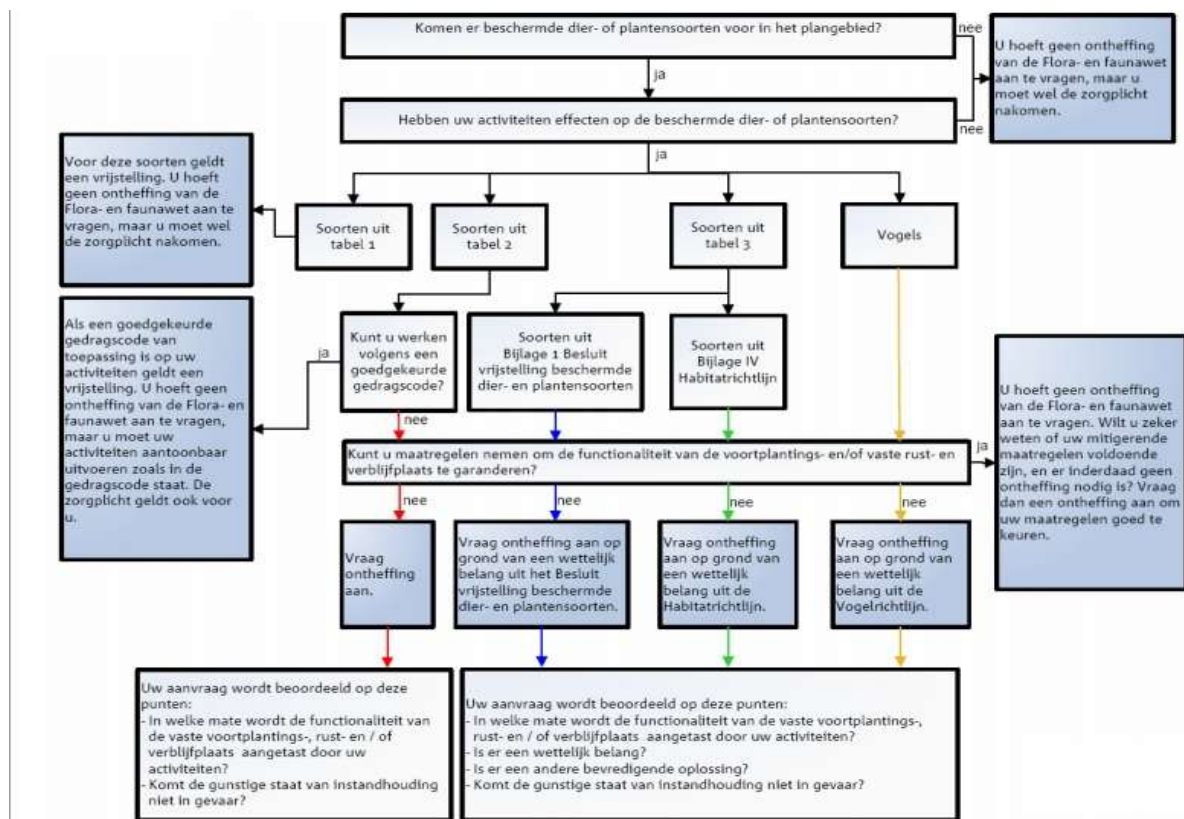 Komen er beschermde dier- of plantensoorten voor in het plangebied?
nee
U hoeft geen ontheffing
van de Flora- en faunawet
aan te vragen, maar u
moet wel de zorgplicht
nakomen.
ja
Hebben uw activiteiten effecten op de beschermde dier- of plantensoorten?
nee
ja
Voor deze soorten geldt
een vrijstelling. U hoeft
geen ontheffing van de
Flora- en faunawet aan te
vragen, maar u moet wel
de zorgplicht nakomen.
Soorten uit
tabel 1
Soorten uit
tabel 2
Soorten uit
tabel 3
Vogels
Als een goedgekeurde
gedragscode van
toepassing is op uw
activiteiten geldt een
vrijstelling. U hoeft geen
ontheffing van de Flora- en
faunawet aan te vragen,
maar u moet uw
activiteiten aantoonbaar
uitvoeren zoals in de
gedragscode staat. De
zorgplicht geldt ook voor
u.
ja
Kunt u werken
volgens een
goedgekeurde
gedragscode?
Soorten uit
Bijlage 1 Besluit
vrijstelling beschermde
dier- en plantensoorten
Soorten uit
Bijlage IV
Habitatrichtlijn
nee
Kunt u maatregelen nemen om de functionaliteit van de voortplantings- en/of vaste rust- en
verblijfplaats te garanderen?
ja
U hoeft geen ontheffing
van de Flora- en faunawet
aan te vragen. Wilt u zeker
weten of uw mitigerende
maatregelen voldoende
zijn, en er inderdaad geen
ontheffing nodig is? Vraag
dan een ontheffing aan om
uw maatregelen goed te
keuren.
nee
nee
nee
nee
Vraag
ontheffing
aan.
Vraag ontheffing aan op
grond van een wettelijk
belang uit het Besluit
vrijstelling beschermde
dier- en plantensoorten.
Vraag ontheffing
aan op grond van
een wettelijk
belang uit de
Habitatrichtlijn.
Vraag ontheffing
aan op grond van
een wettelijk
belang uit de
Vogelrichtlijn.
Uw aanvraag wordt beoordeeld op deze
punten:
- In welke mate wordt de functionaliteit van
de vaste voortplantings-, rust- en / of
verblijfplaats aangetast door uw
activiteiten?
- Komt de gunstige staat van instandhouding
niet in gevaar?
Uw aanvraag wordt beoordeeld op deze punten:
- In welke mate wordt de functionaliteit van de vaste voortplantings-,
rust- en / of verblijfplaats aangetast door uw activiteiten?
- Is er een wettelijk belang?
- Is er een andere bevredigende oplossing?
- Komt de gunstige staat van instandhouding niet in gevaar?